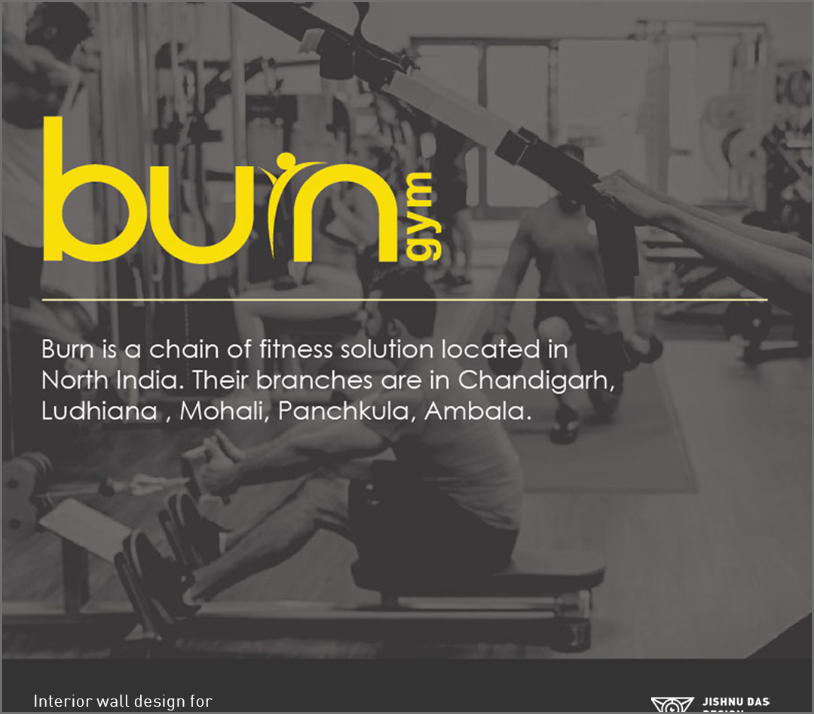 burn gym
Burn is a chain of fitness solution located in
North India. Their branches are in Chandigarh,
Ludhiana , Mohali, Panchkula, Ambala.
Interior wall design for
JISHNU DAS
DESIGN